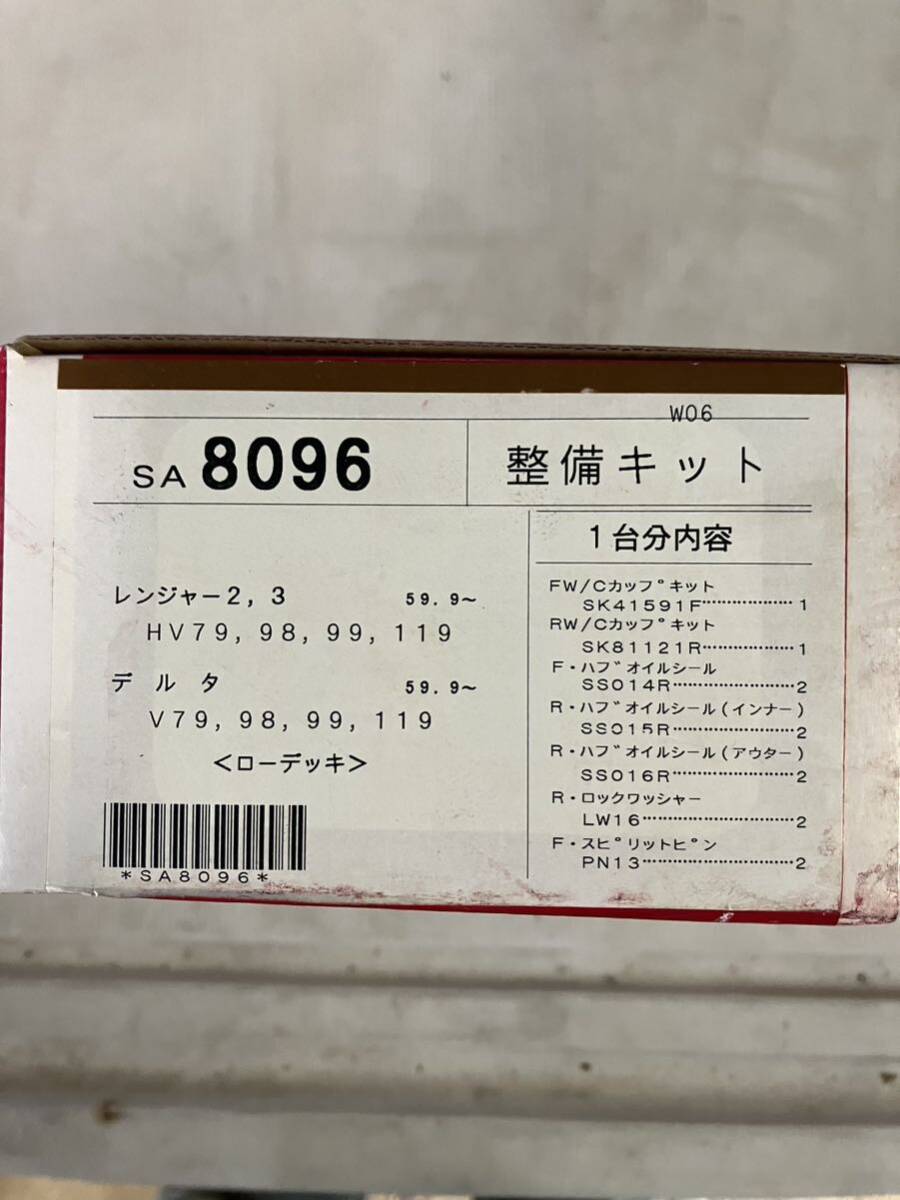 W06
SA 8096
整備キット
レンジャー2, 3 59. 9~
HV79, 98, 99, 119
デルタ 59. 9~
V79, 98, 99, 119
<ローデッキ>
*SA8096*
1台分内容
FW/Cカップキット
SK41591F………………1
RW/Cカップキット
SK81121R………………1
F・ハブオイルシール
SS014R………………2
R・ハブオイルシール(インナー)
SS015R………………2
R・ハブオイルシール(アウター)
SS016R………………2
R・ロックワッシャー
LW16………………2
F・スピリットピン
PN13………………2